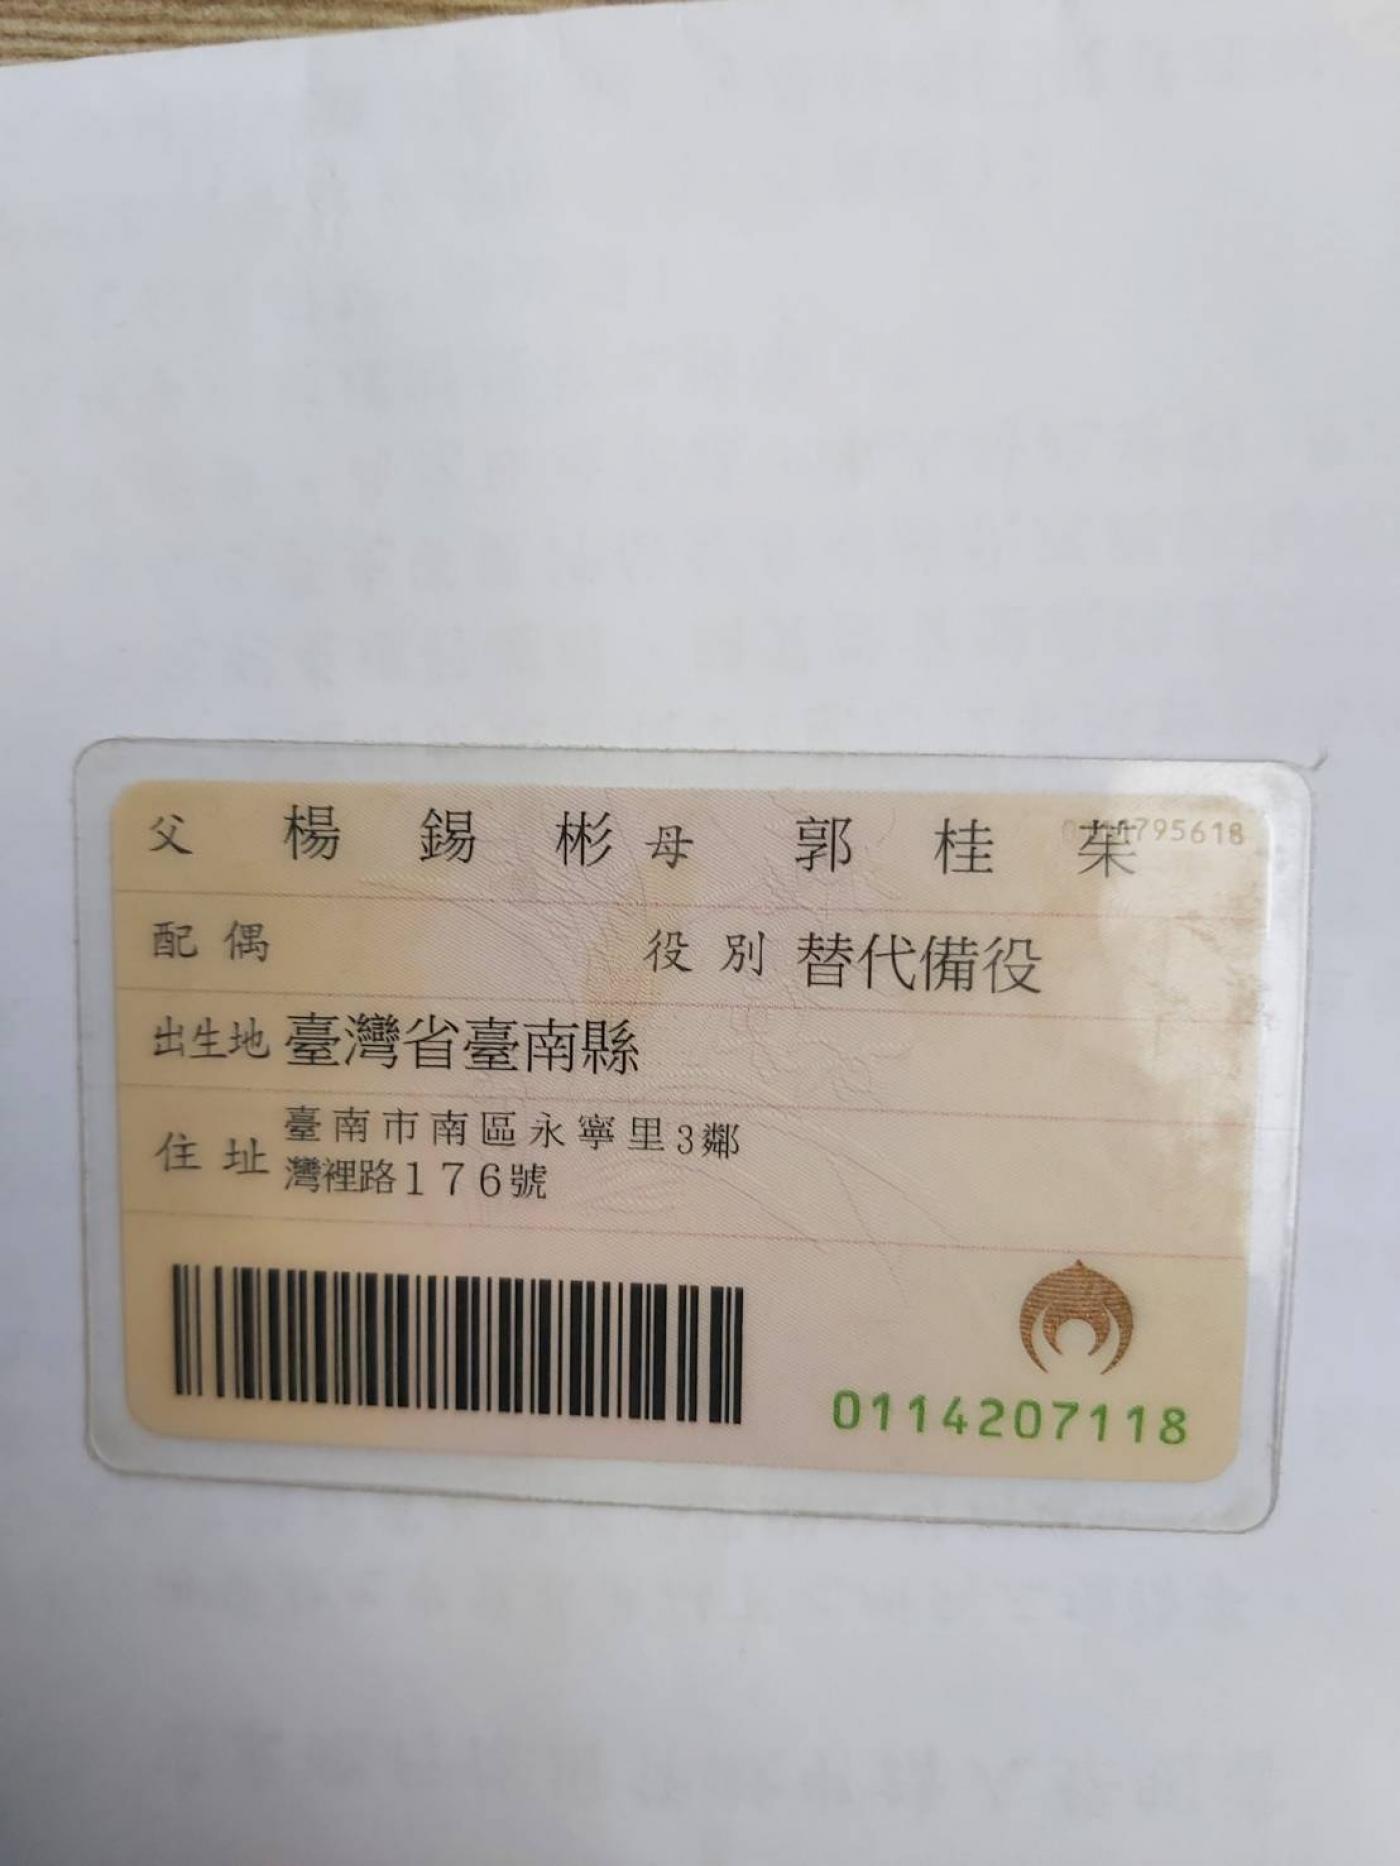 父 楊錫彬 母 郭桂茱
795618
配偶 役別 替代備役
出生地 臺灣省臺南縣
住址 臺南市南區永寧里3鄰
灣裡路176號
0114207118